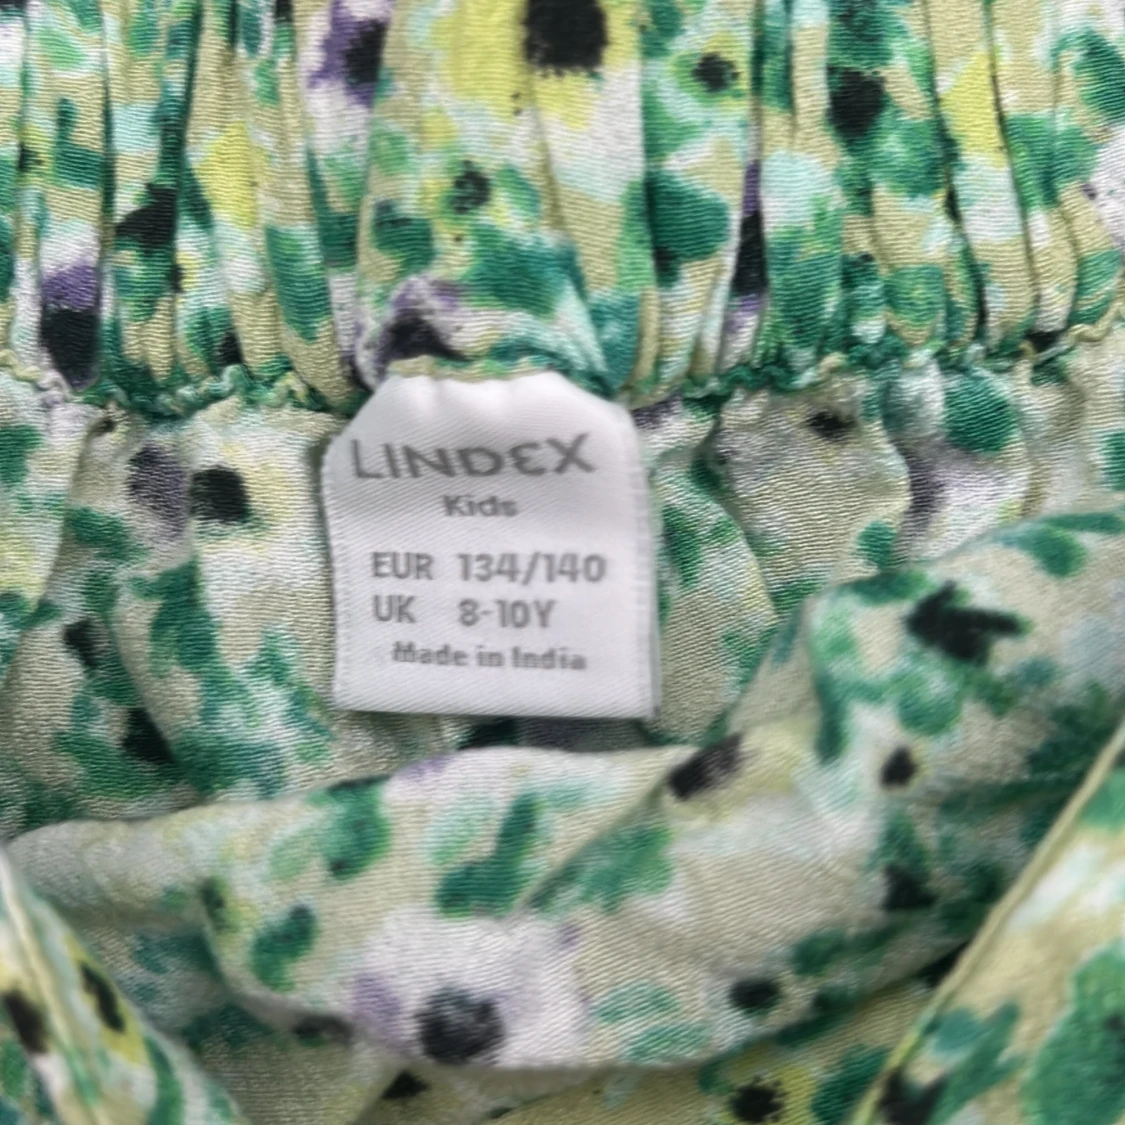 LINDEX
Kids
EUR 134/140
UK 8-10Y
Made in India